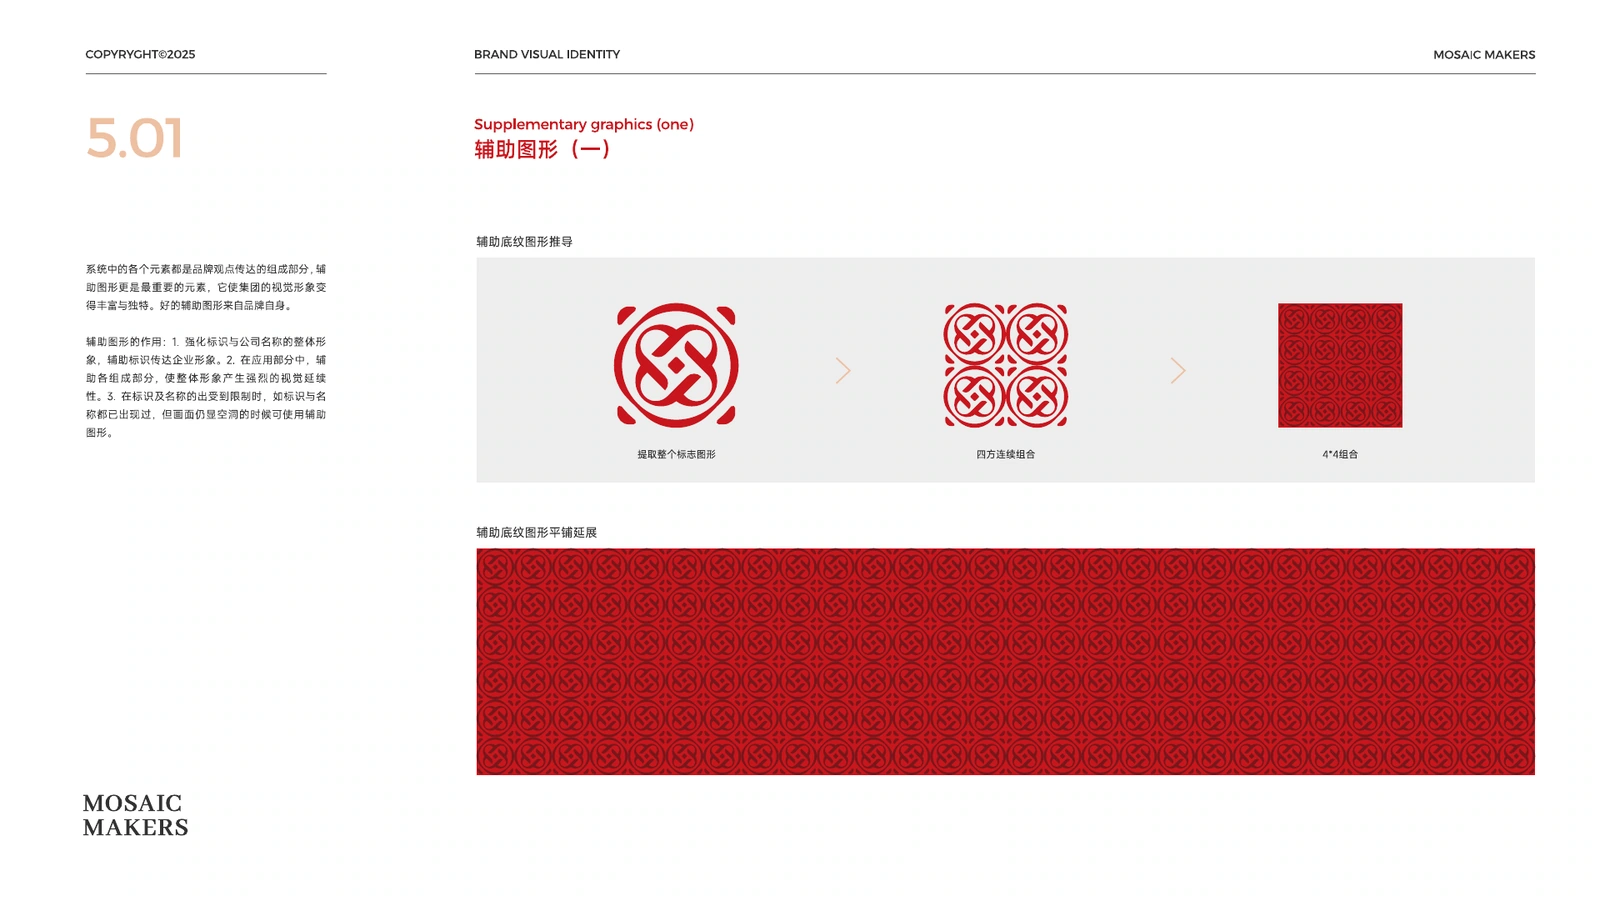 COPYRYGHT©2025
BRAND VISUAL IDENTITY
MOSAIC MAKERS
5.01
Supplementary graphics (one)
辅助图形（一）
系统中的各个元素都是品牌观点传达的组成部分, 辅
助图形更是最重要的元素，它使集团的视觉形象变
得丰富与独特。好的辅助图形来自品牌自身。
辅助图形的作用：1. 强化标识与公司名称的整体形
象，辅助标识传达企业形象。2. 在应用部分中，辅
助各组成部分，使整体形象产生强烈的视觉延续
性。3. 在标识及名称的出受到限制时，如标识与名
称都已出现过，但画面仍显空洞的时候可使用辅助
图形。
辅助底纹图形推导
提取整个标志图形
四方连续组合
4*4组合
辅助底纹图形平铺延展
MOSAIC
MAKERS